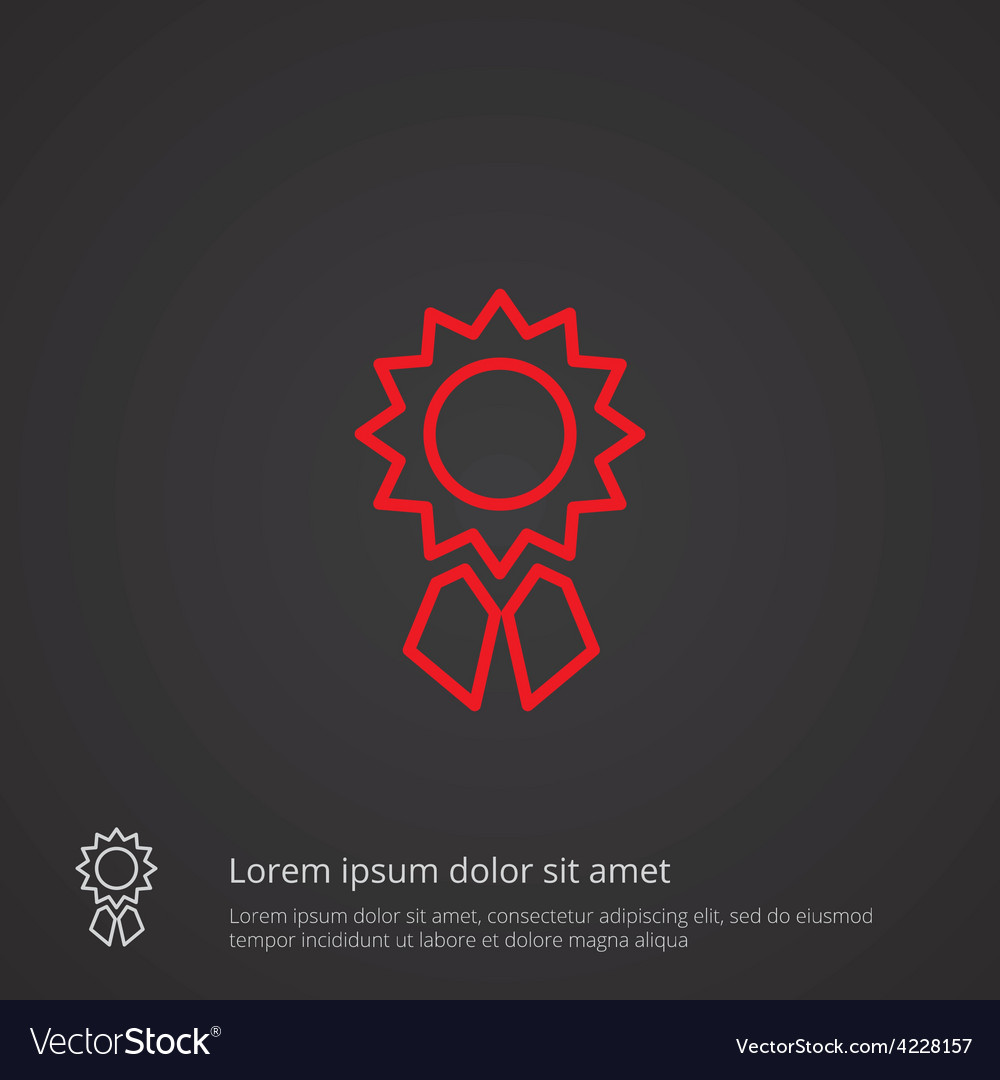 Lorem ipsum dolor sit amet
Lorem ipsum dolor sit amet, consectetur adipiscing elit, sed do eiusmod
tempor incididunt ut labore et dolore magna aliqua
VectorStock®
VectorStock.com/4228157